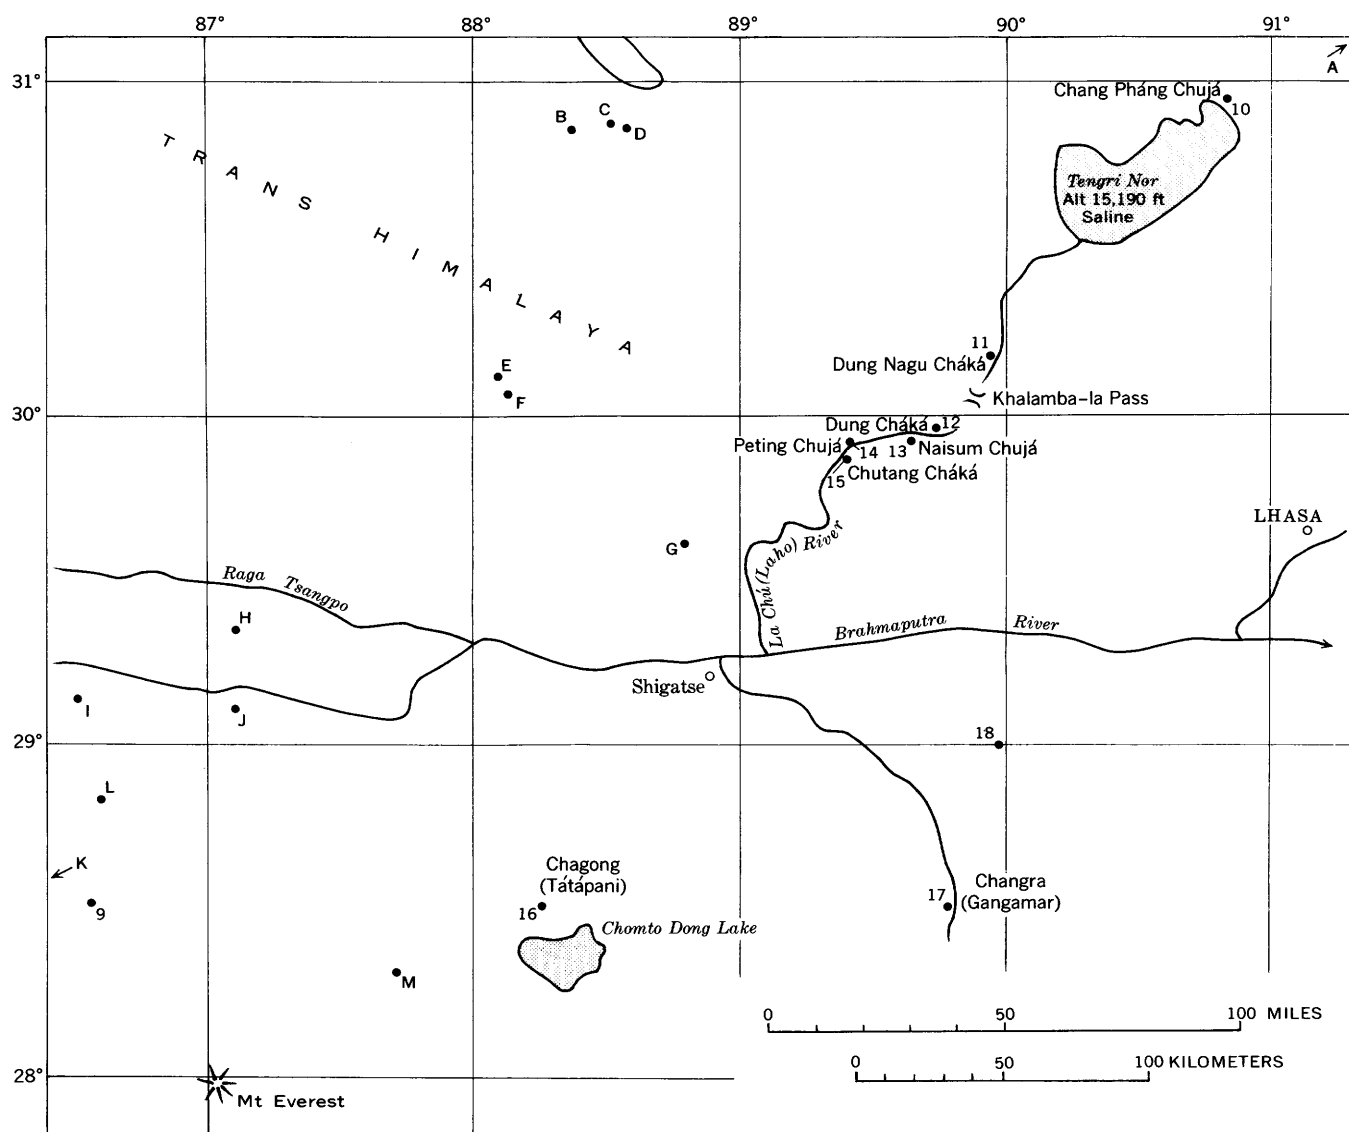 87° 88° 89° 90° 91°
A
31°
Chang Pháng Chujá
10
B C D
TRANS HIMALAYA
Tengri Nor
Alt 15,190 ft
Saline
11
Dung Nagu Cháká
E
F
Khalamba-la Pass
30°
Dung Cháká 12
Peting Chujá 14 13 Naisum Chujá
15 Chutang Cháká
LHASA
G
La Chú (Laho) River
Raga Tsangpo
H
Brahmaputra River
Shigatse
I
J
18
29°
L
K
9
Chagong
(Tátápani)
16
17
Changra
(Gangamar)
Chomto Dong Lake
M
0 50 100 MILES
0 50 100 KILOMETERS
28°
Mt Everest